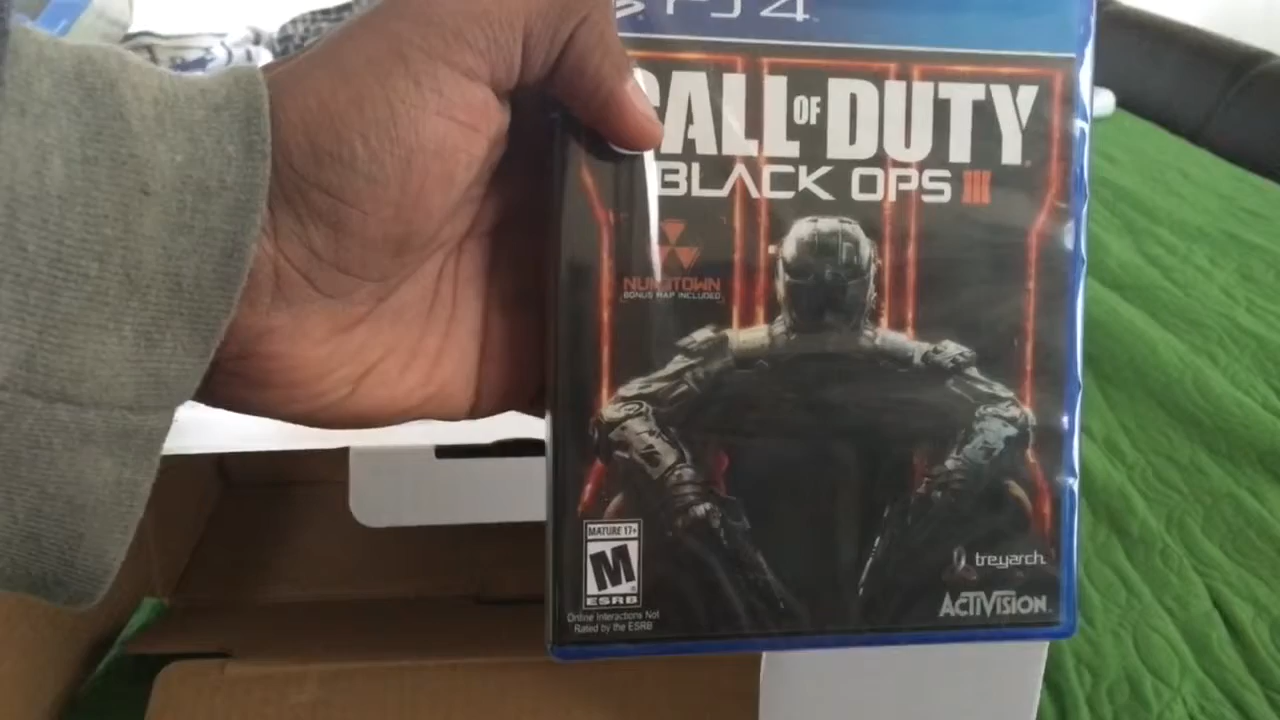 PS4
CALL OF DUTY
BLACK OPS III
NUK3TOWN
BONUS MAP INCLUDED
MATURE 17+
M
ESRB
Online Interactions Not
Rated by the ESRB
treyarch
ACTIVISION